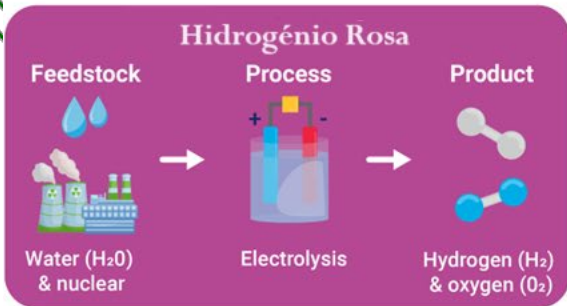 Hidrogénio Rosa
Feedstock
Process
Product
+
-
Water (H₂0)
& nuclear
Electrolysis
Hydrogen (H₂)
& oxygen (0₂)